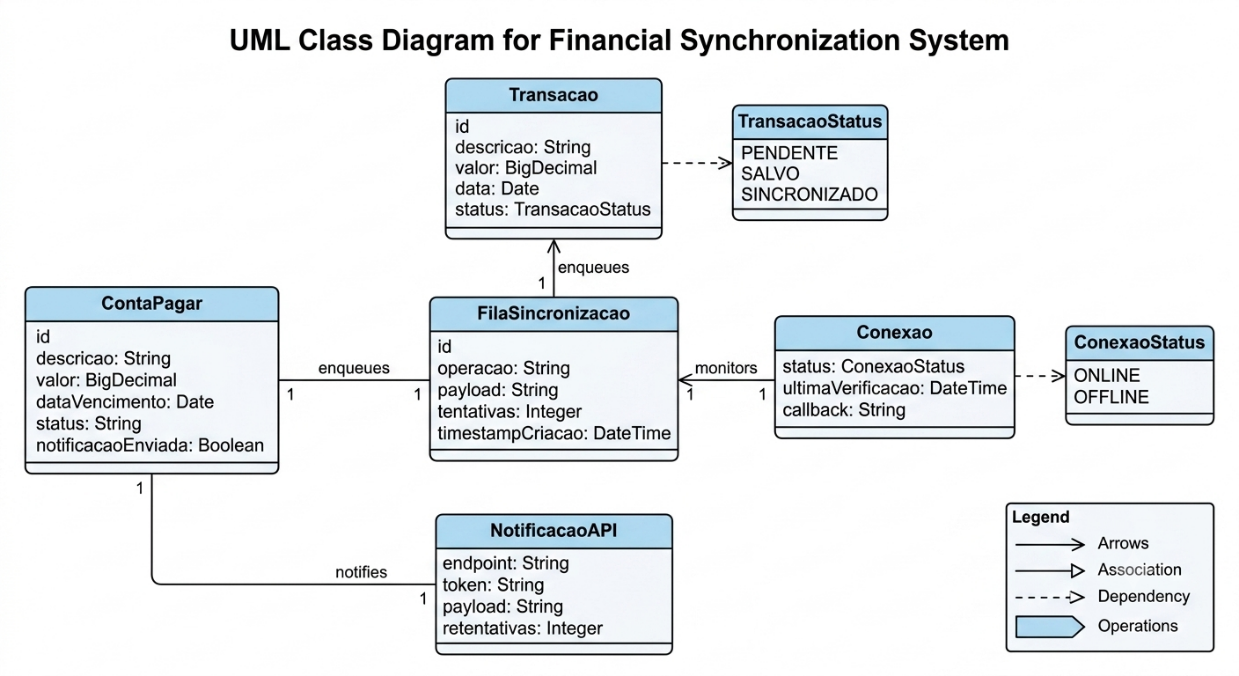 UML Class Diagram for Financial Synchronization System
Transacao
id
descricao: String
valor: BigDecimal
data: Date
status: TransacaoStatus
TransacaoStatus
PENDENTE
SALVO
SINCRONIZADO
1
enqueues
ContaPagar
id
descricao: String
valor: BigDecimal
dataVencimento: Date
status: String
notificacaoEnviada: Boolean
enqueues
1
1
FilaSincronizacao
id
operacao: String
payload: String
tentativas: Integer
timestampCriacao: DateTime
monitors
1
1
Conexao
status: ConexaoStatus
ultimaVerificacao: DateTime
callback: String
ConexaoStatus
ONLINE
OFFLINE
1
notifies
1
NotificacaoAPI
endpoint: String
token: String
payload: String
retentativas: Integer
Legend
Arrows
Association
Dependency
Operations